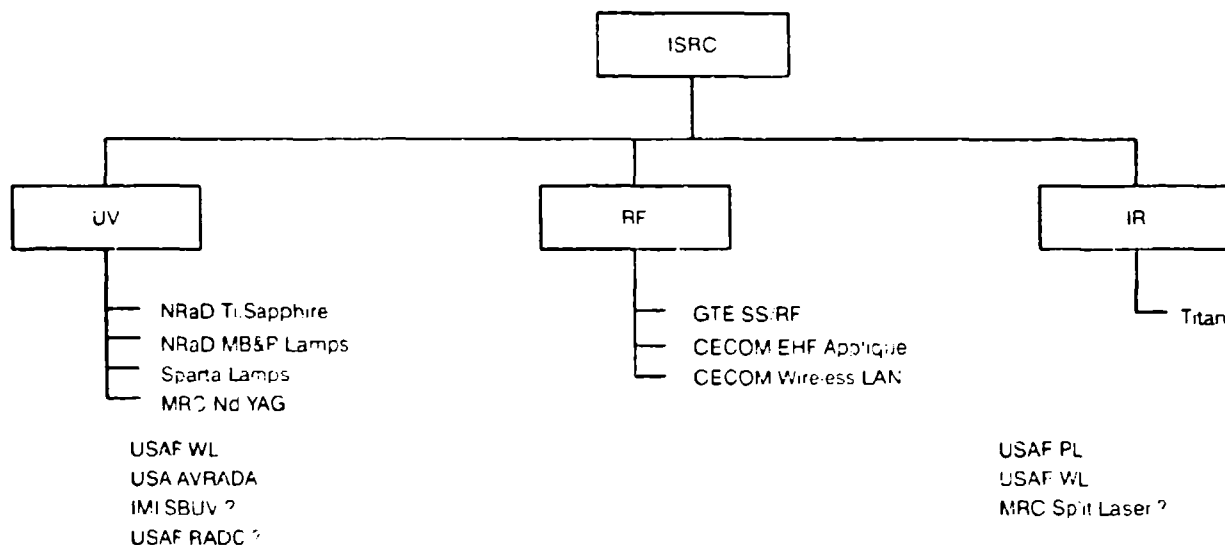 ISRC
UV
RF
IR
NRaD Ti:Sapphire
NRaD MB&P Lamps
Sparta Lamps
MRC Nd YAG
USAF WL
USA AVRADA
IMI SBUV ?
USAF RADC ?
GTE SS/RF
CECOM EHF Applique
CECOM Wireless LAN
Titan
USAF PL
USAF WL
MRC Split Laser ?